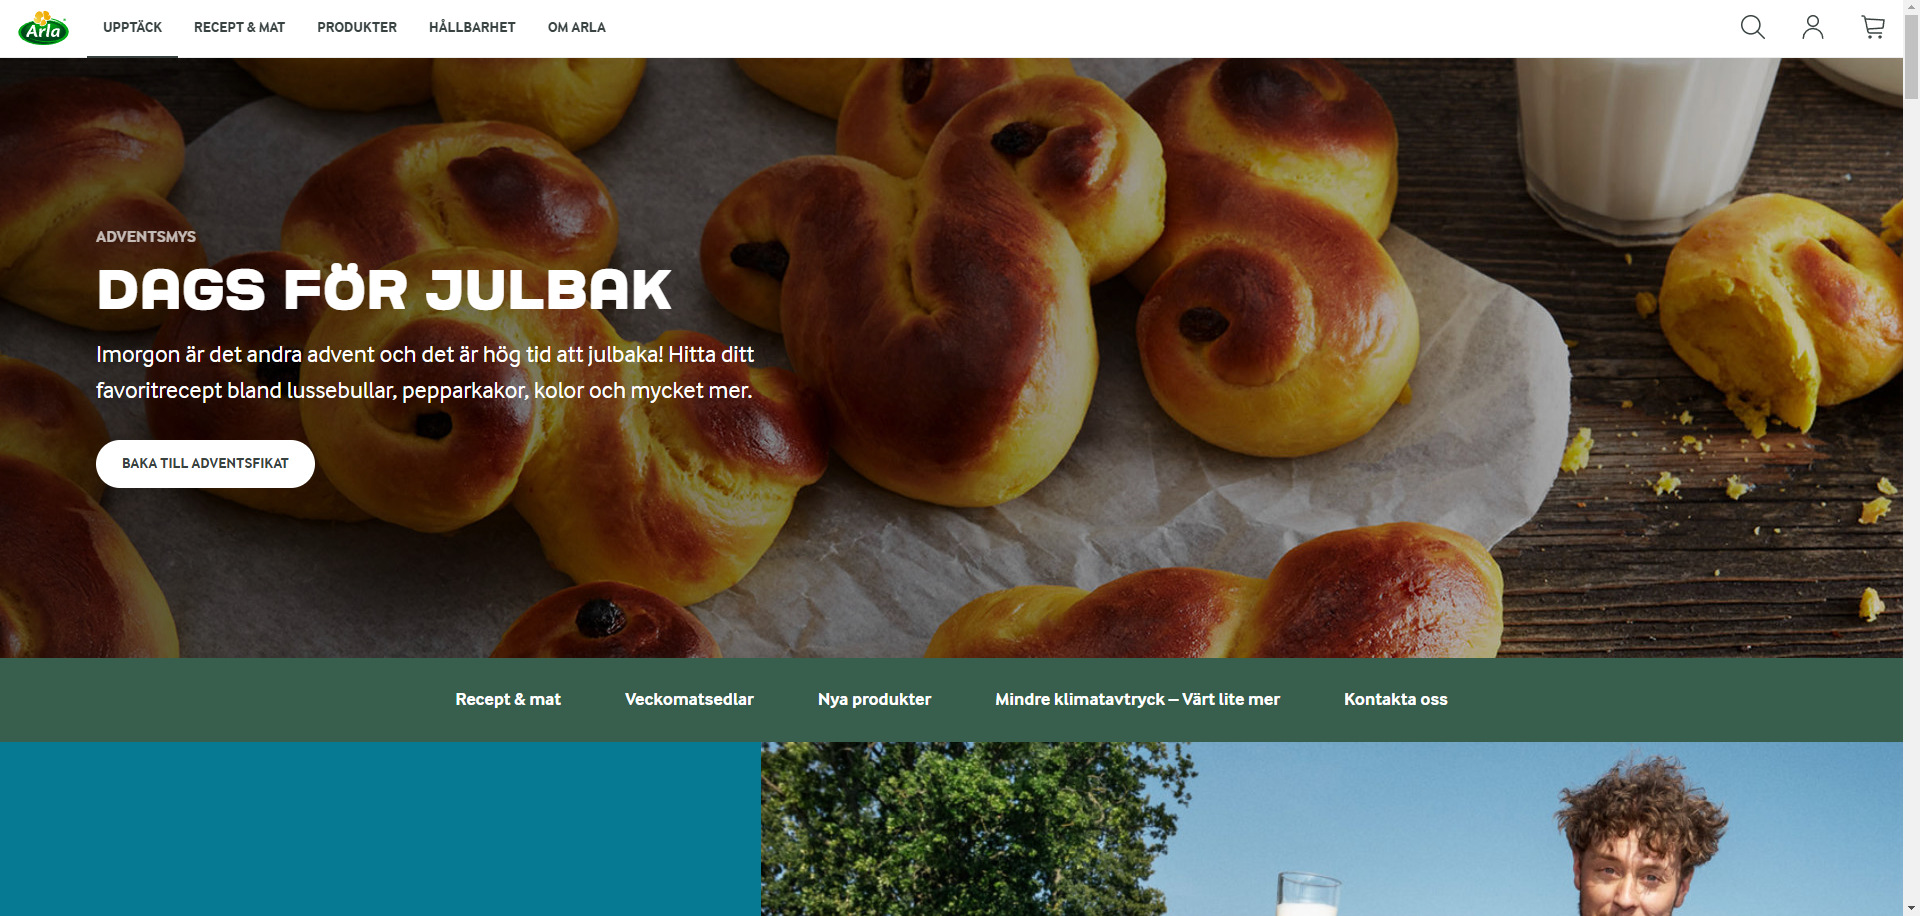 Arla
UPPTÄCK
RECEPT & MAT
PRODUKTER
HÅLLBARHET
OM ARLA
ADVENTSMYS
DAGS FÖR JULBAK
Imorgon är det andra advent och det är hög tid att julbaka! Hitta ditt
favoritrecept bland lussebullar, pepparkakor, kolor och mycket mer.
BAKA TILL ADVENTSFIKAT
Recept & mat
Veckomatsedlar
Nya produkter
Mindre klimatavtryck – Värt lite mer
Kontakta oss